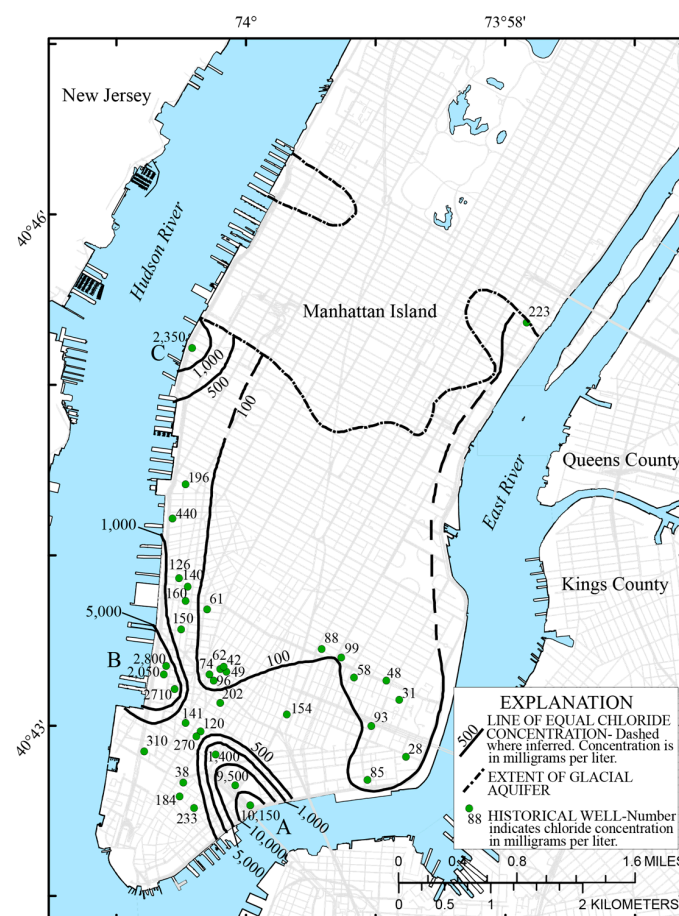 74°
73°58'
New Jersey
40°46'
Hudson River
Manhattan Island
223
2,350
C
1,000
500
100
Queens County
East River
196
440
1,000
126
140
160
61
150
Kings County
5,000
88
99
B
2,800
2,050
62
42
74
49
96
100
58
48
2710
31
202
154
141
120
93
40°43'
270
310
500
28
1,400
38
9,500
85
184
233
10,150
A
1,000
10,000
5,000
EXPLANATION
500
LINE OF EQUAL CHLORIDE
CONCENTRATION- Dashed
where inferred. Concentration is
in milligrams per liter.
EXTENT OF GLACIAL
AQUIFER
88
HISTORICAL WELL-Number
indicates chloride concentration
in milligrams per liter.
0 0.4 0.8 1.6 MILES
0 0.5 1 2 KILOMETERS